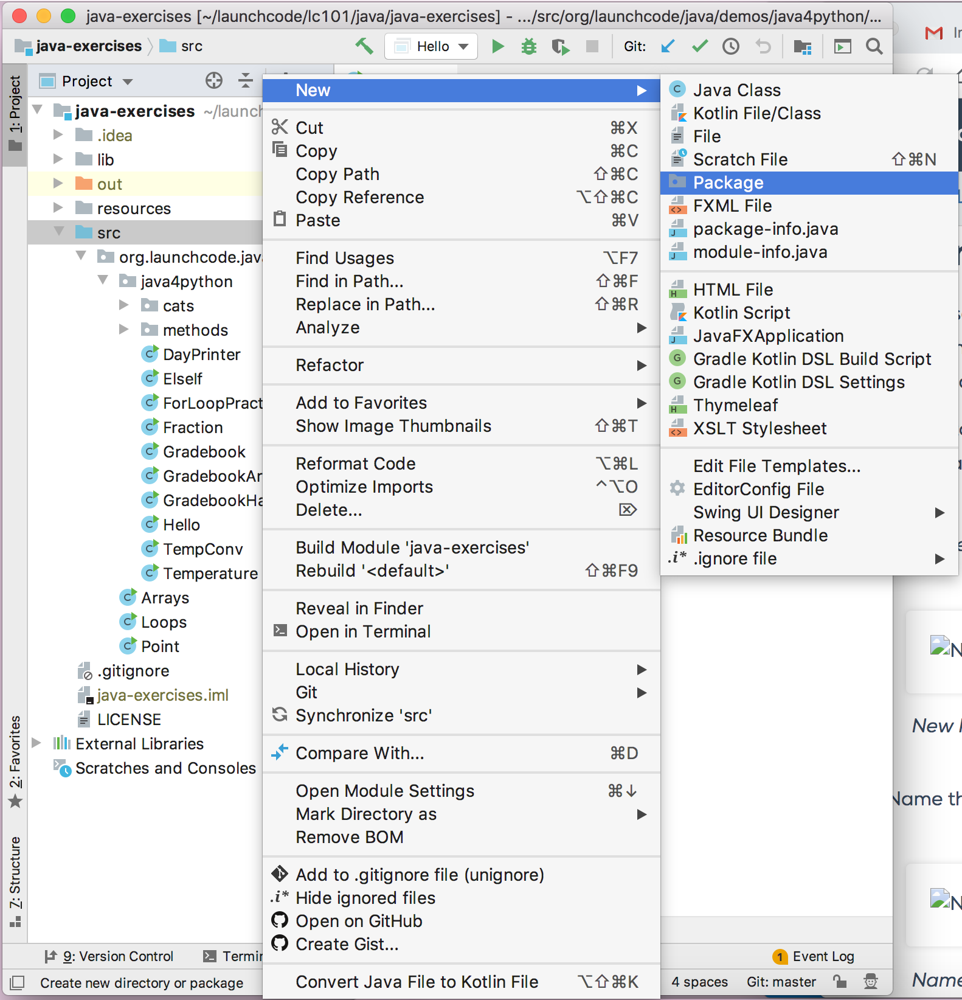 java-exercises [~/launchcode/lc101/java/java-exercises] - .../src/org/launchcode/java/demos/java4python/...
java-exercises src Hello Git:
1: Project
Project
java-exercises ~/launch
.idea
lib
out
resources
src
org.launchcode.jav
java4python
cats
methods
DayPrinter
ElseIf
ForLoopPract
Fraction
Gradebook
GradebookAr
GradebookHa
Hello
TempConv
Temperature
Arrays
Loops
Point
.gitignore
java-exercises.iml
LICENSE
External Libraries
Scratches and Consoles
2: Favorites
7: Structure
New
Cut ⌘X
Copy ⌘C
Copy Path ⇧⌘C
Copy Reference ⌥⇧⌘C
Paste ⌘V
Find Usages ⌥F7
Find in Path... ⇧⌘F
Replace in Path... ⇧⌘R
Analyze
Refactor
Add to Favorites
Show Image Thumbnails ⇧⌘T
Reformat Code ⌥⌘L
Optimize Imports ^⌥O
Delete... ⌦
Build Module 'java-exercises'
Rebuild '<default>' ⇧⌘F9
Reveal in Finder
Open in Terminal
Local History
Git
Synchronize 'src'
Compare With... ⌘D
Open Module Settings ⌘↓
Mark Directory as
Remove BOM
Add to .gitignore file (unignore)
.i* Hide ignored files
Open on GitHub
Create Gist...
Convert Java File to Kotlin File ⌥⇧⌘K
Java Class
Kotlin File/Class
File
Scratch File ⇧⌘N
Package
FXML File
package-info.java
module-info.java
HTML File
Kotlin Script
JavaFXApplication
Gradle Kotlin DSL Build Script
Gradle Kotlin DSL Settings
Thymeleaf
XSLT Stylesheet
Edit File Templates...
EditorConfig File
Swing UI Designer
Resource Bundle
.i* .ignore file
New
Name th
Name
9: Version Control Termin 1 Event Log
Create new directory or package 4 spaces Git: master